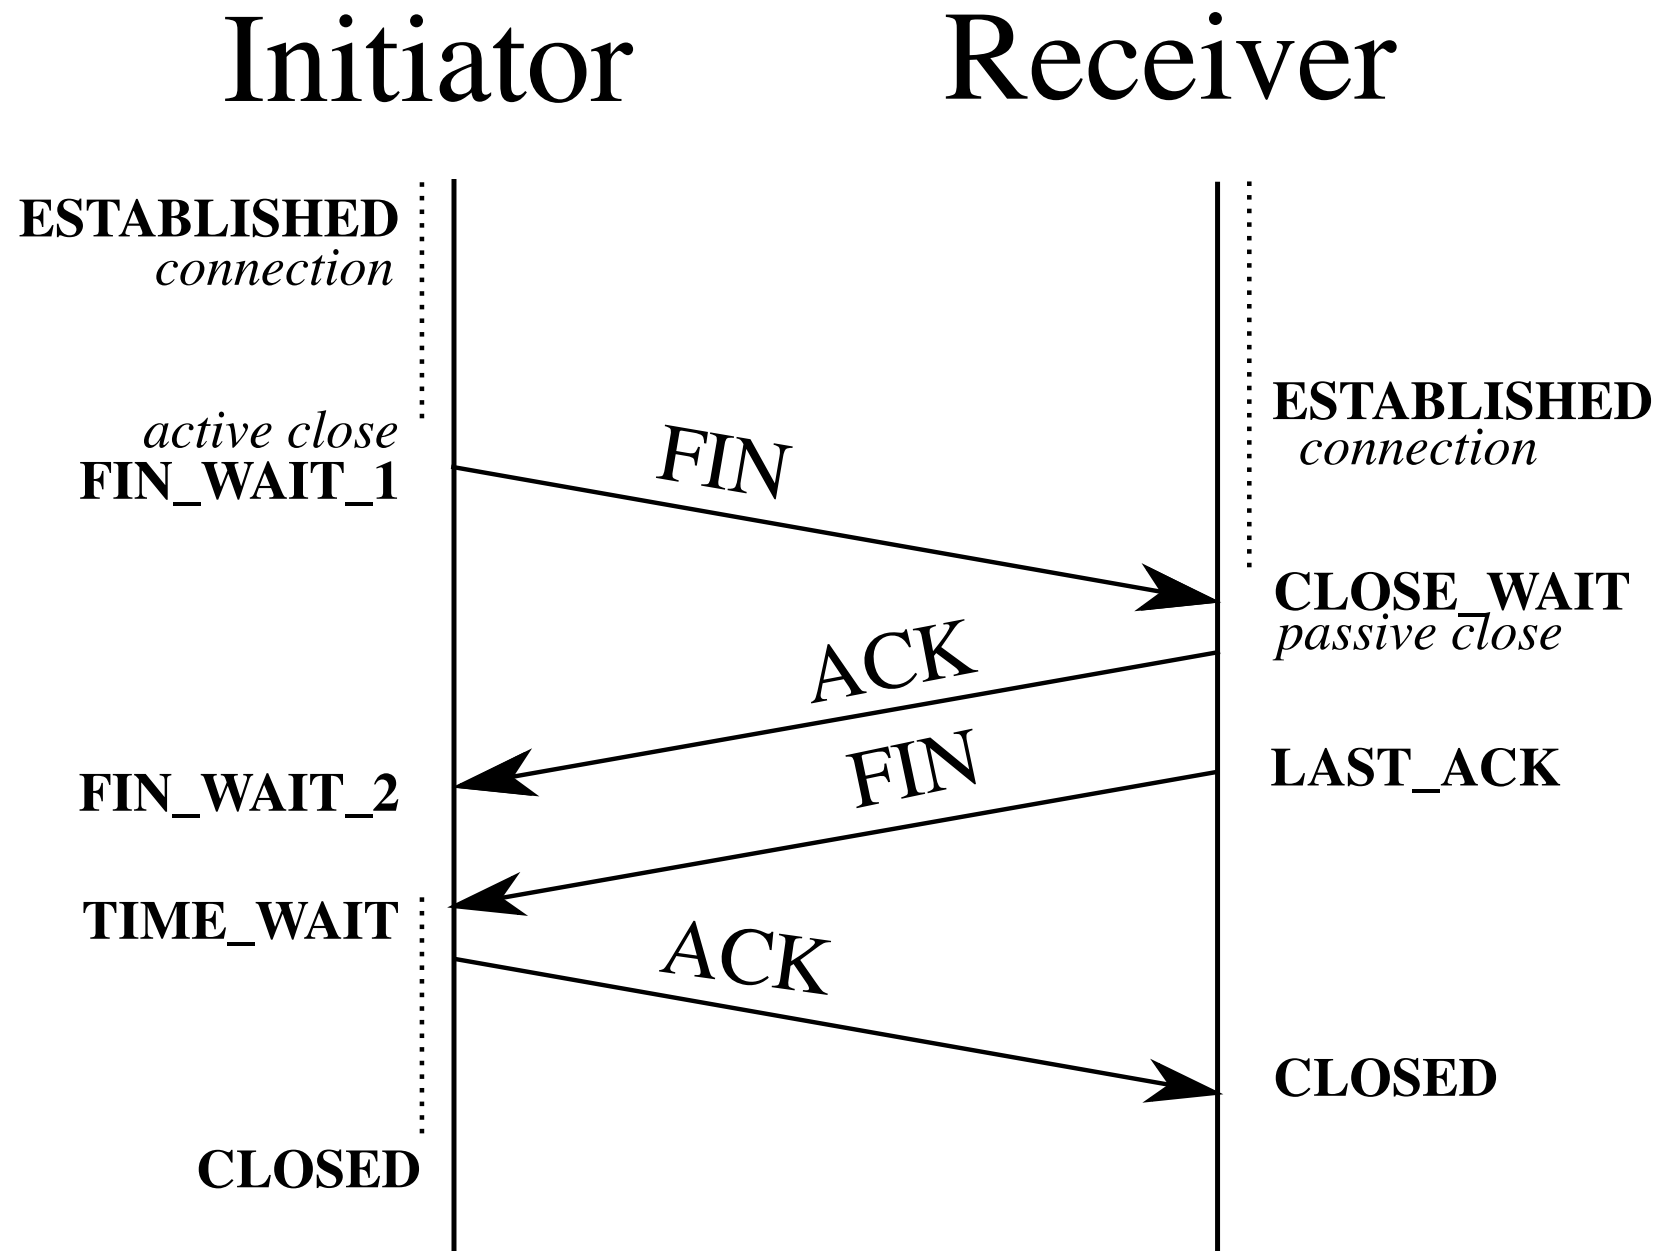 Initiator
Receiver
ESTABLISHED
connection
ESTABLISHED
connection
active close
FIN_WAIT_1
FIN
CLOSE_WAIT
passive close
ACK
FIN
LAST_ACK
FIN_WAIT_2
TIME_WAIT
ACK
CLOSED
CLOSED